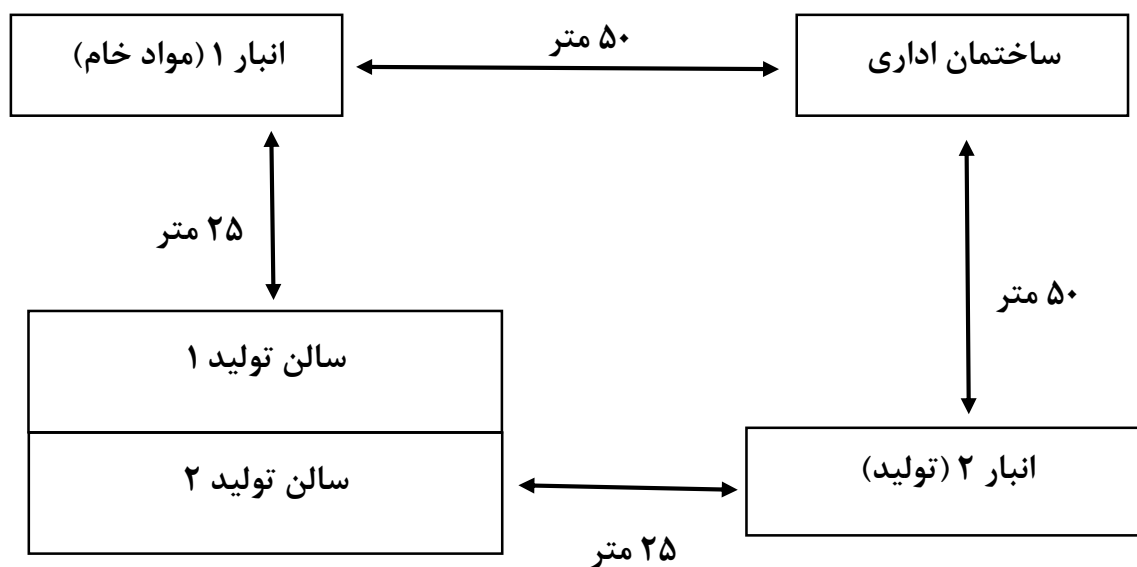 انبار ۱ (مواد خام)
۵۰ متر
ساختمان اداری
۲۵ متر
۵۰ متر
سالن تولید ۱
سالن تولید ۲
انبار ۲ (تولید)
۲۵ متر